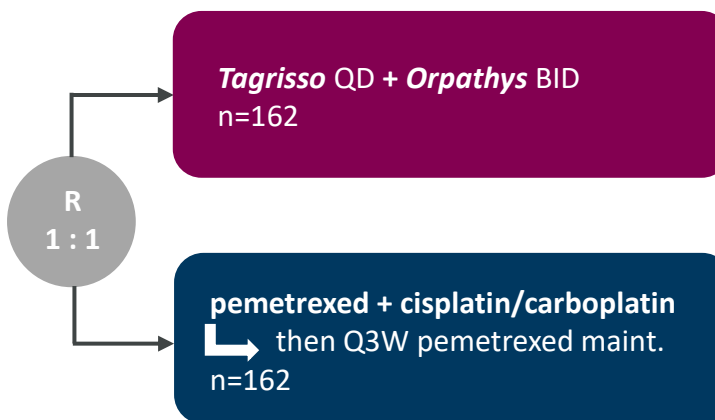 Tagrisso QD + Orpathys BID
n=162
R
1 : 1
pemetrexed + cisplatin/carboplatin
then Q3W pemetrexed maint.
n=162